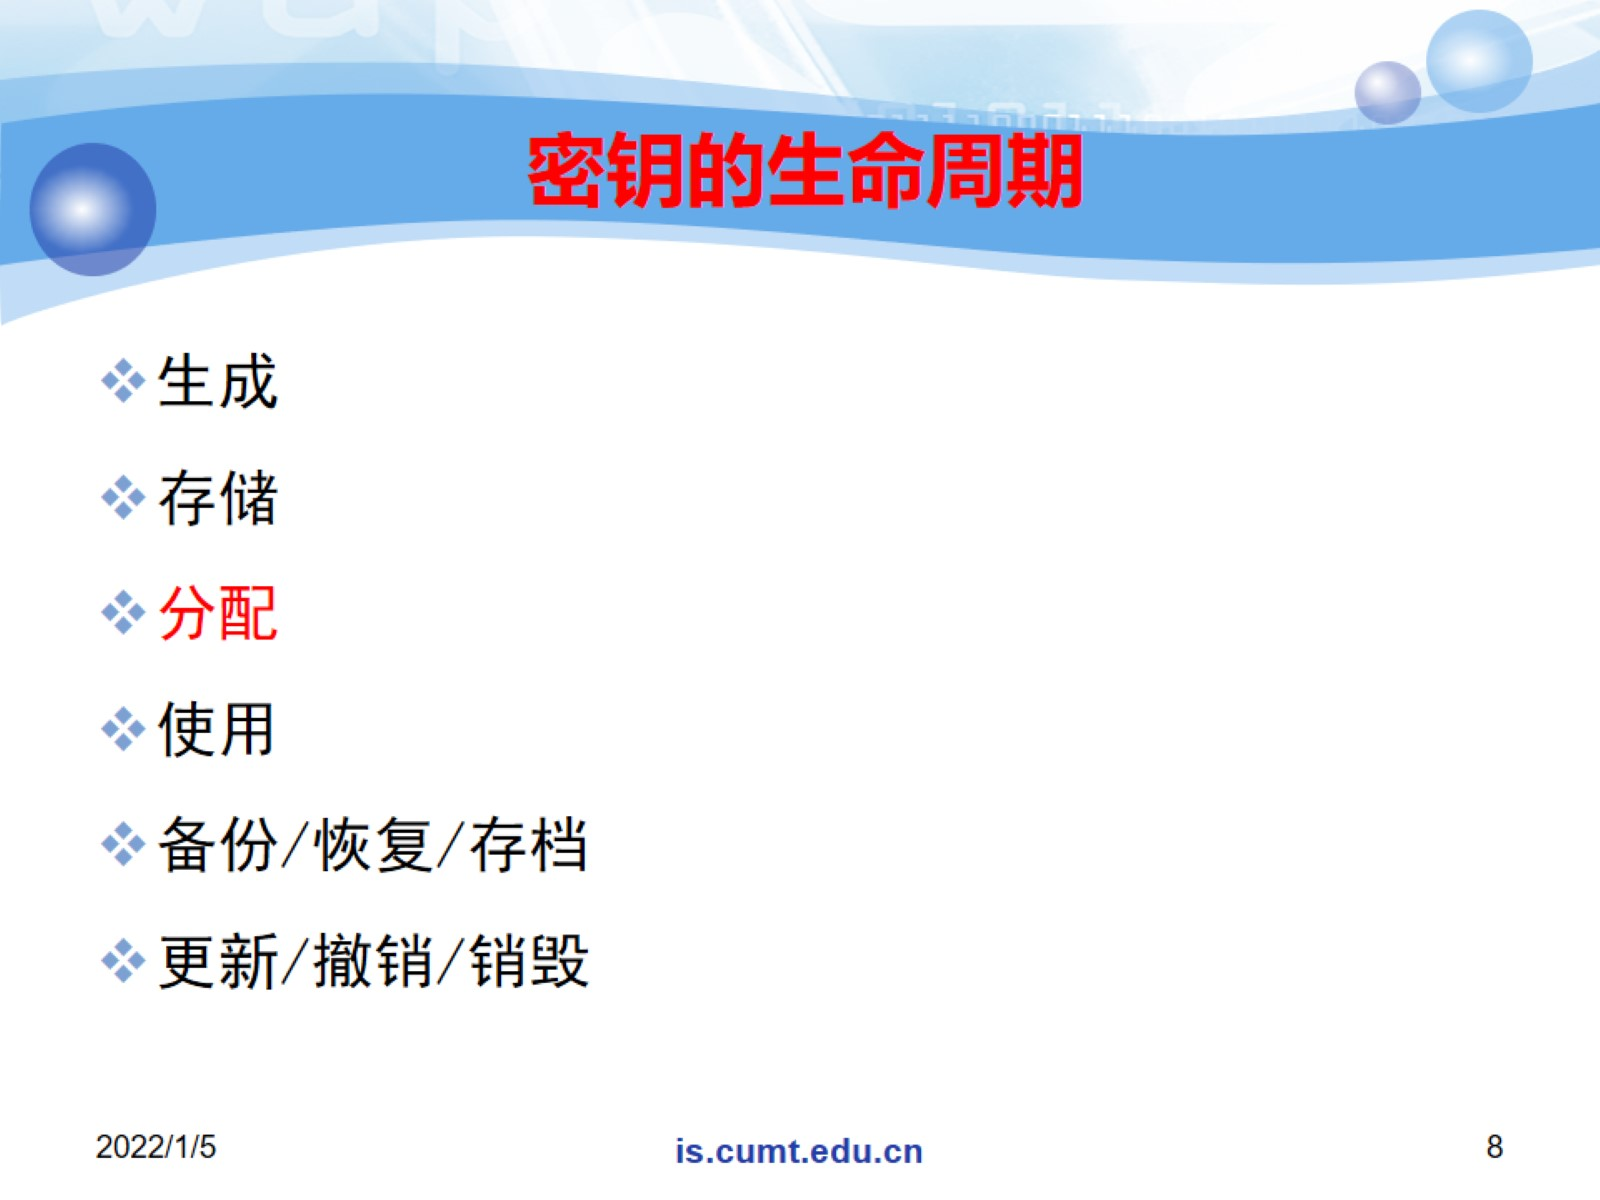 密钥的生命周期
生成
存储
分配
使用
备份/恢复/存档
更新/撤销/销毁
2022/1/5
is.cumt.edu.cn
8